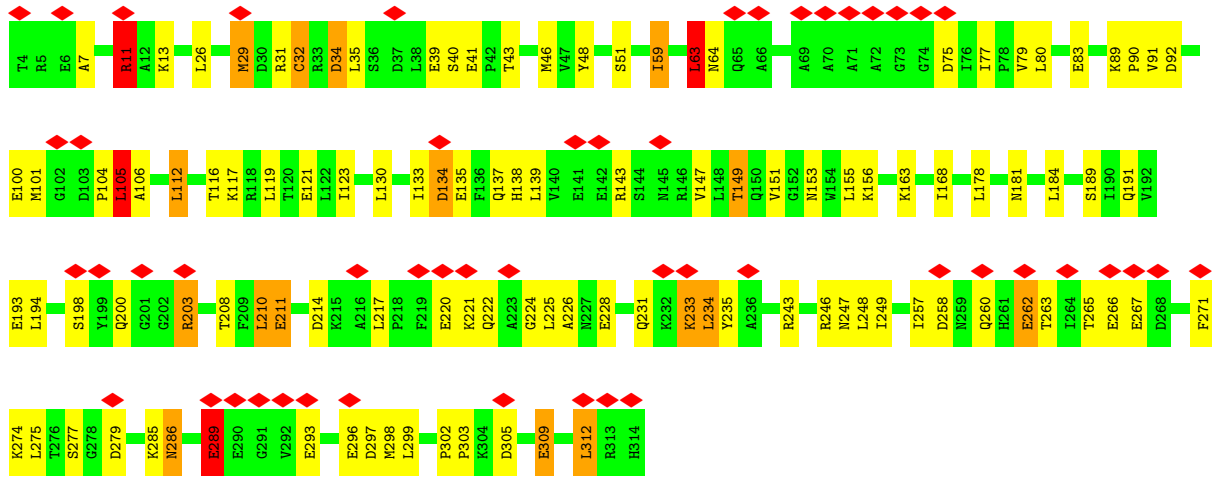 T4 R5 E6 A7 R11 A12 K13 L26 M29 D30 R31 C32 R33 D34 L35 S36 D37 L38 E39 S40 E41 P42 T43 M46 V47 Y48 S51 I59 L63 N64 Q65 A66 A69 A70 A71 A72 G73 G74 D75 I76 I77 P78 V79 L80 E83 K89 P90 V91 D92
E100 M101 G102 D103 P104 L105 A106 L112 T116 K117 R118 L119 T120 E121 L122 I123 L130 I133 D134 E135 F136 Q137 H138 L139 V140 E141 E142 R143 S144 N145 R146 V147 L148 T149 Q150 V151 G152 N153 W154 L155 K156 K163 I168 L178 N181 L184 S189 I190 Q191 V192
E193 L194 S198 Y199 Q200 G201 G202 R203 T208 F209 L210 E211 D214 K215 A216 L217 P218 F219 E220 K221 Q222 A223 G224 L225 A226 N227 E228 Q231 K232 K233 L234 Y235 A236 R243 R246 N247 L248 I249 I257 D258 N259 Q260 H261 E262 T263 I264 T265 E266 E267 D268 F271
K274 L275 T276 S277 G278 D279 K285 N286 E289 E290 G291 V292 E293 E296 D297 M298 L299 P302 P303 K304 D305 E309 L312 R313 H314